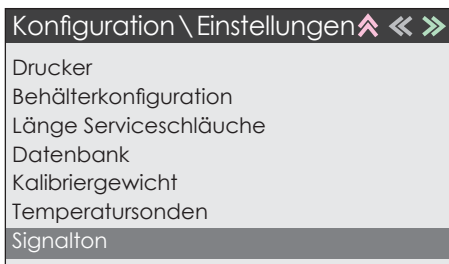 Konfiguration \ Einstellungen
Drucker
Behälterkonfiguration
Länge Serviceschläuche
Datenbank
Kalibriergewicht
Temperatursonden
Signalton